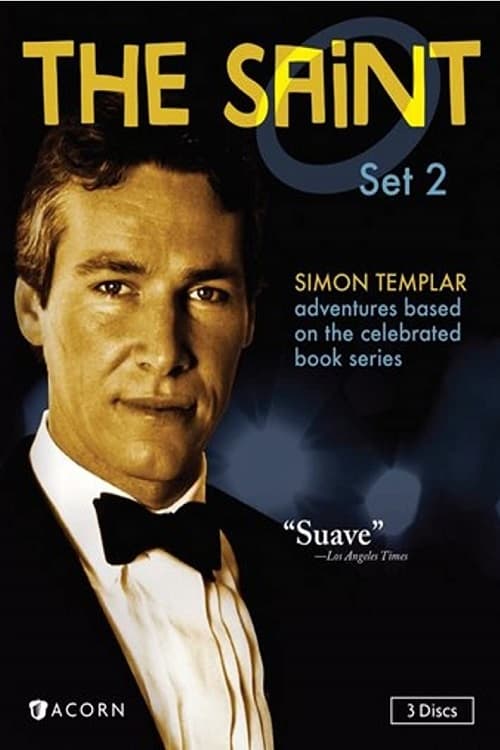 THE SAiNT
Set 2
SIMON TEMPLAR
adventures based
on the celebrated
book series
“Suave”
—Los Angeles Times
ACORN
3 Discs